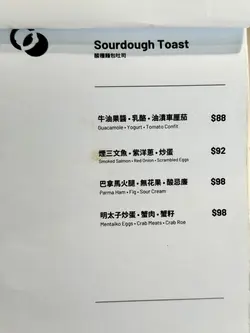 Sourdough Toast
酸種麵包吐司
牛油果醬 • 乳酪 • 油漬車厘茄 $88
Guacamole • Yogurt • Tomato Confit
煙三文魚 • 紫洋蔥 • 炒蛋 $92
Smoked Salmon • Red Onion • Scrambled Eggs
巴拿馬火腿 • 無花果 • 酸忌廉 $98
Parma Ham • Fig • Sour Cream
明太子炒蛋 • 蟹肉 • 蟹籽 $98
Mentaiko Eggs • Crab Meats • Crab Roe